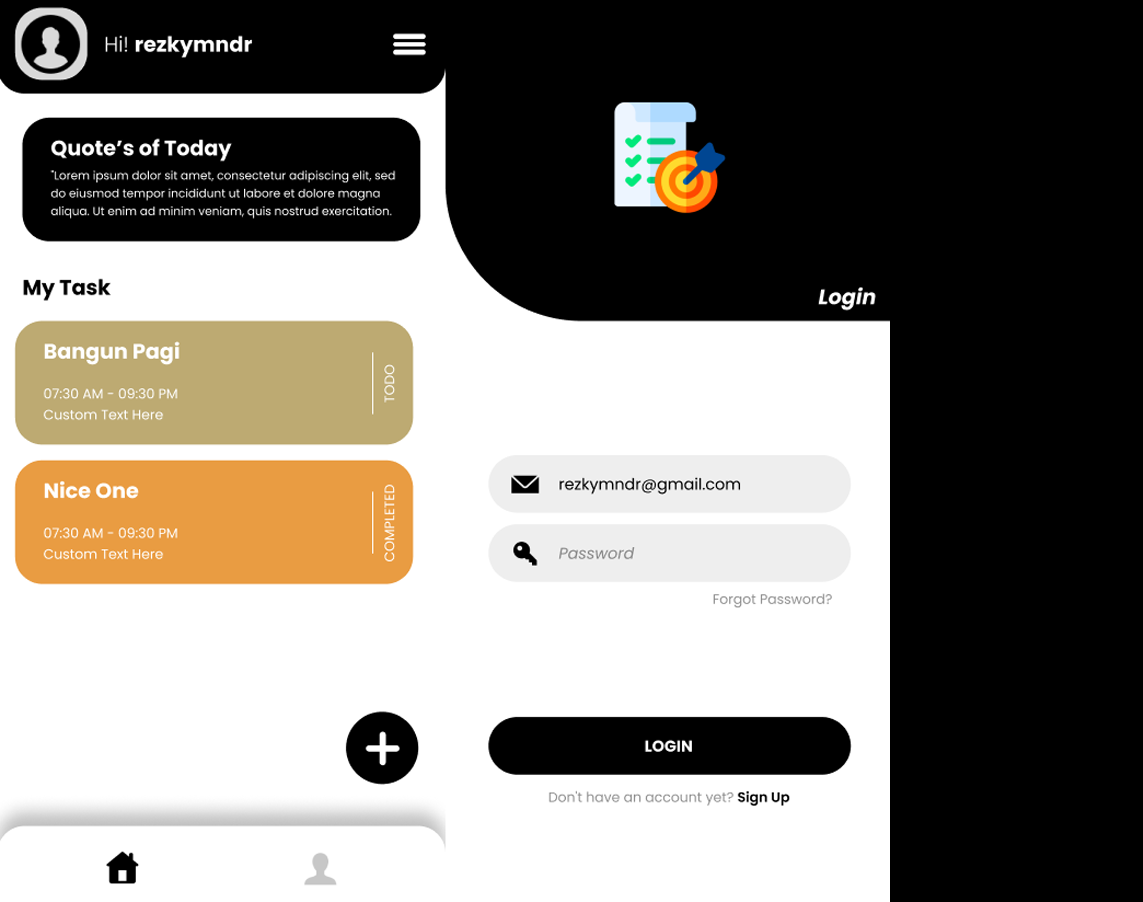 Hi! rezkymndr
Quote's of Today
"Lorem ipsum dolor sit amet, consectetur adipiscing elit, sed
do eiusmod tempor incididunt ut labore et dolore magna
aliqua. Ut enim ad minim veniam, quis nostrud exercitation.
My Task
Bangun Pagi
07:30 AM - 09:30 PM
Custom Text Here
TODO
Nice One
07:30 AM - 09:30 PM
Custom Text Here
COMPLETED
Login
rezkymndr@gmail.com
Password
Forgot Password?
LOGIN
Don't have an account yet? Sign Up